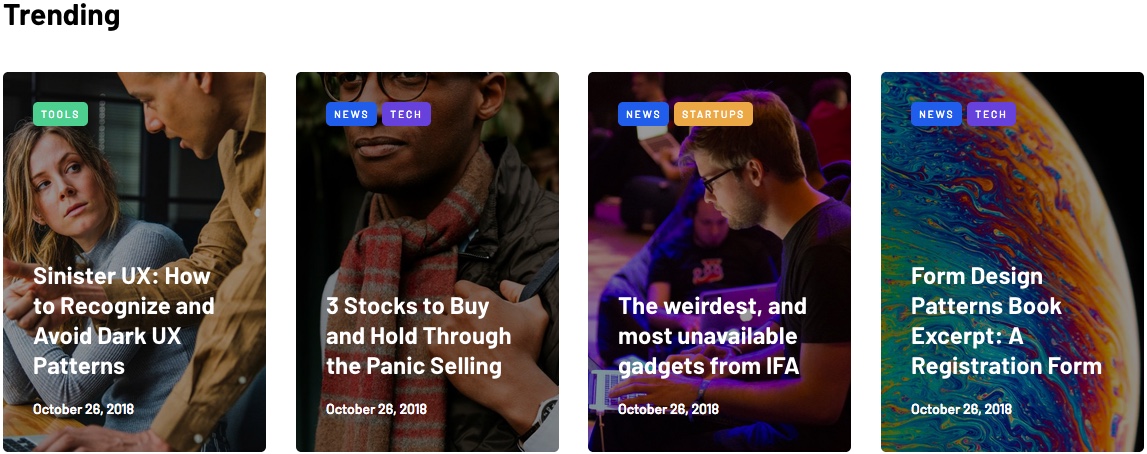 Trending
TOOLS
Sinister UX: How
to Recognize and
Avoid Dark UX
Patterns
October 26, 2018
NEWS TECH
3 Stocks to Buy
and Hold Through
the Panic Selling
October 26, 2018
NEWS STARTUPS
The weirdest, and
most unavailable
gadgets from IFA
October 26, 2018
NEWS TECH
Form Design
Patterns Book
Excerpt: A
Registration Form
October 26, 2018